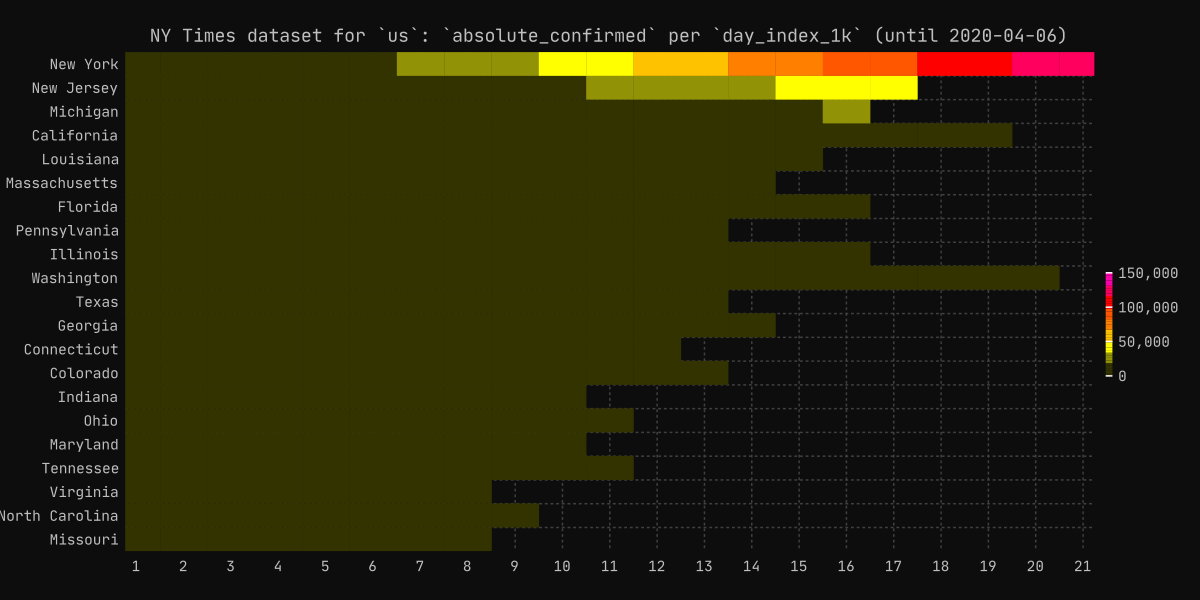 NY Times dataset for `us`: `absolute_confirmed` per `day_index_1k` (until 2020-04-06)
New York
New Jersey
Michigan
California
Louisiana
Massachusetts
Florida
Pennsylvania
Illinois
Washington
Texas
Georgia
Connecticut
Colorado
Indiana
Ohio
Maryland
Tennessee
Virginia
North Carolina
Missouri
1 2 3 4 5 6 7 8 9 10 11 12 13 14 15 16 17 18 19 20 21
150,000
100,000
50,000
0